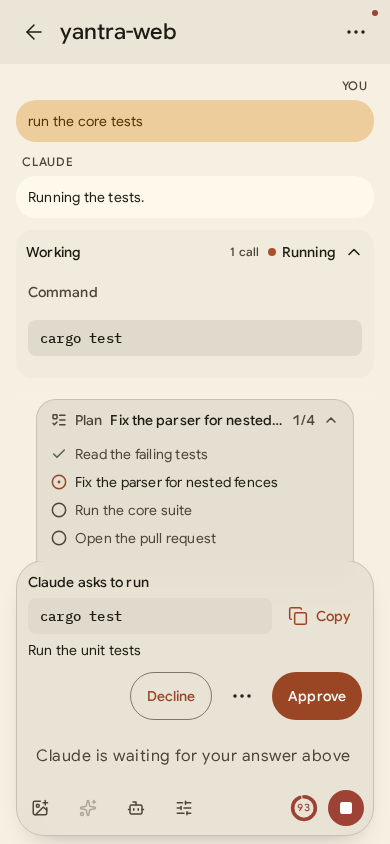 yantra-web
YOU
run the core tests
CLAUDE
Running the tests.
Working 1 call Running
Command
cargo test
Plan Fix the parser for nested... 1/4
Read the failing tests
Fix the parser for nested fences
Run the core suite
Open the pull request
Claude asks to run
cargo test Copy
Run the unit tests
Decline Approve
Claude is waiting for your answer above
93